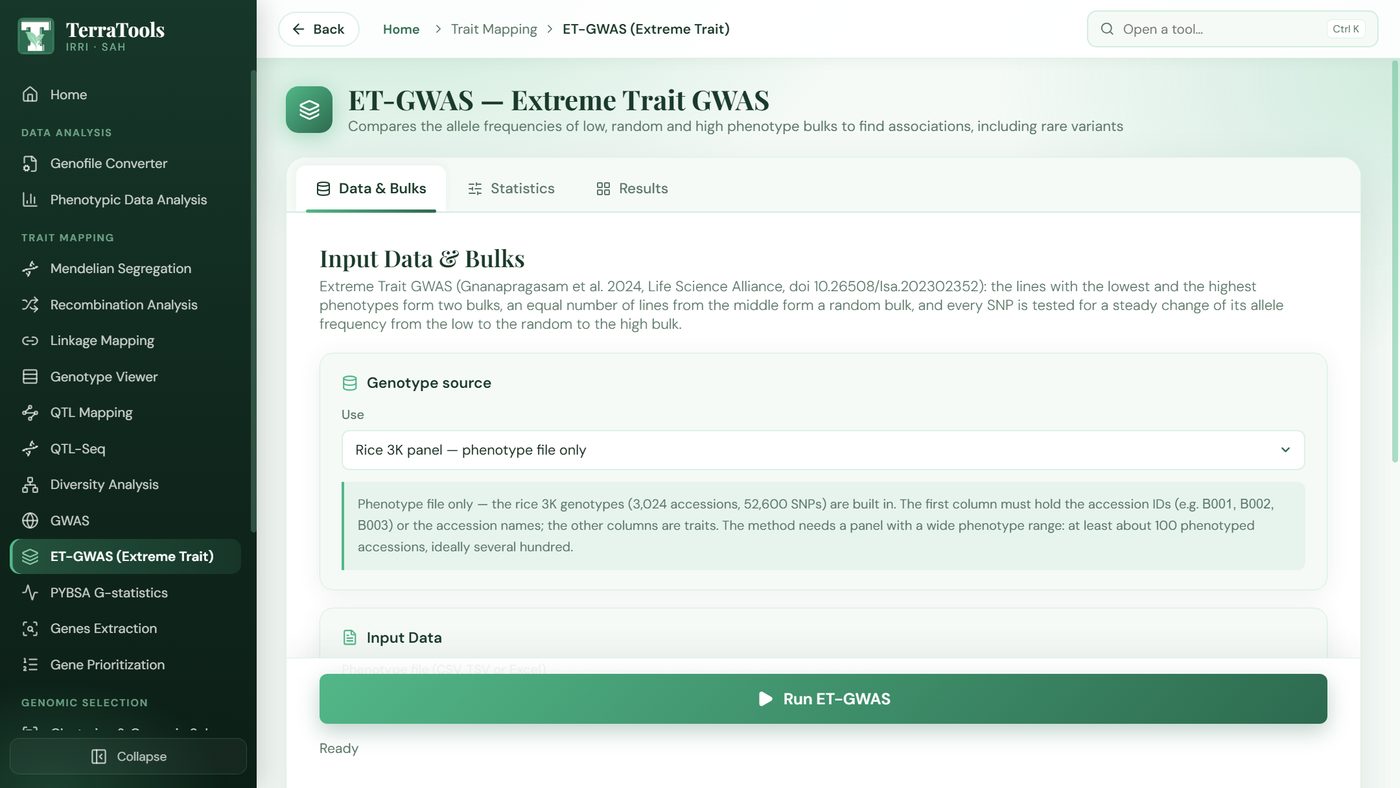 TerraTools
IRRI · SAH
Home
DATA ANALYSIS
Genofile Converter
Phenotypic Data Analysis
TRAIT MAPPING
Mendelian Segregation
Recombination Analysis
Linkage Mapping
Genotype Viewer
QTL Mapping
QTL-Seq
Diversity Analysis
GWAS
ET-GWAS (Extreme Trait)
PYBSA G-statistics
Genes Extraction
Gene Prioritization
GENOMIC SELECTION
Collapse
Back
Home
Trait Mapping
ET-GWAS (Extreme Trait)
Open a tool...
Ctrl K
ET-GWAS — Extreme Trait GWAS
Compares the allele frequencies of low, random and high phenotype bulks to find associations, including rare variants
Data & Bulks
Statistics
Results
Input Data & Bulks
Extreme Trait GWAS (Gnanapragasam et al. 2024, Life Science Alliance, doi 10.26508/lsa.202302352): the lines with the lowest and the highest
phenotypes form two bulks, an equal number of lines from the middle form a random bulk, and every SNP is tested for a steady change of its allele
frequency from the low to the random to the high bulk.
Genotype source
Use
Rice 3K panel — phenotype file only
Phenotype file only — the rice 3K genotypes (3,024 accessions, 52,600 SNPs) are built in. The first column must hold the accession IDs (e.g. B001, B002,
B003) or the accession names; the other columns are traits. The method needs a panel with a wide phenotype range: at least about 100 phenotyped
accessions, ideally several hundred.
Input Data
Phenotype file (CSV, TSV or Excel)
Run ET-GWAS
Ready